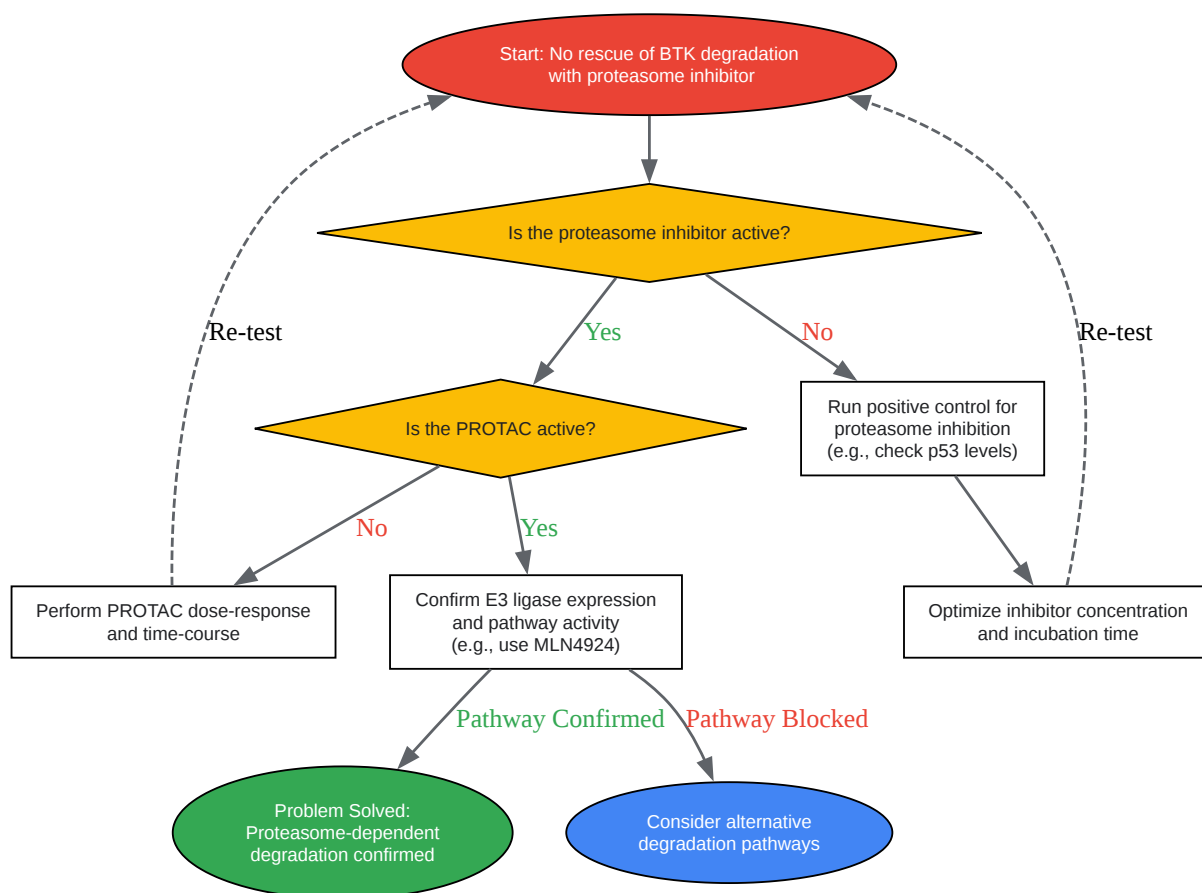 Start: No rescue of BTK degradation
with proteasome inhibitor
Is the proteasome inhibitor active?
Re-test
Yes
No
Re-test
Is the PROTAC active?
Run positive control for
proteasome inhibition
(e.g., check p53 levels)
No
Yes
Perform PROTAC dose-response
and time-course
Confirm E3 ligase expression
and pathway activity
(e.g., use MLN4924)
Optimize inhibitor concentration
and incubation time
Pathway Confirmed
Pathway Blocked
Problem Solved:
Proteasome-dependent
degradation confirmed
Consider alternative
degradation pathways